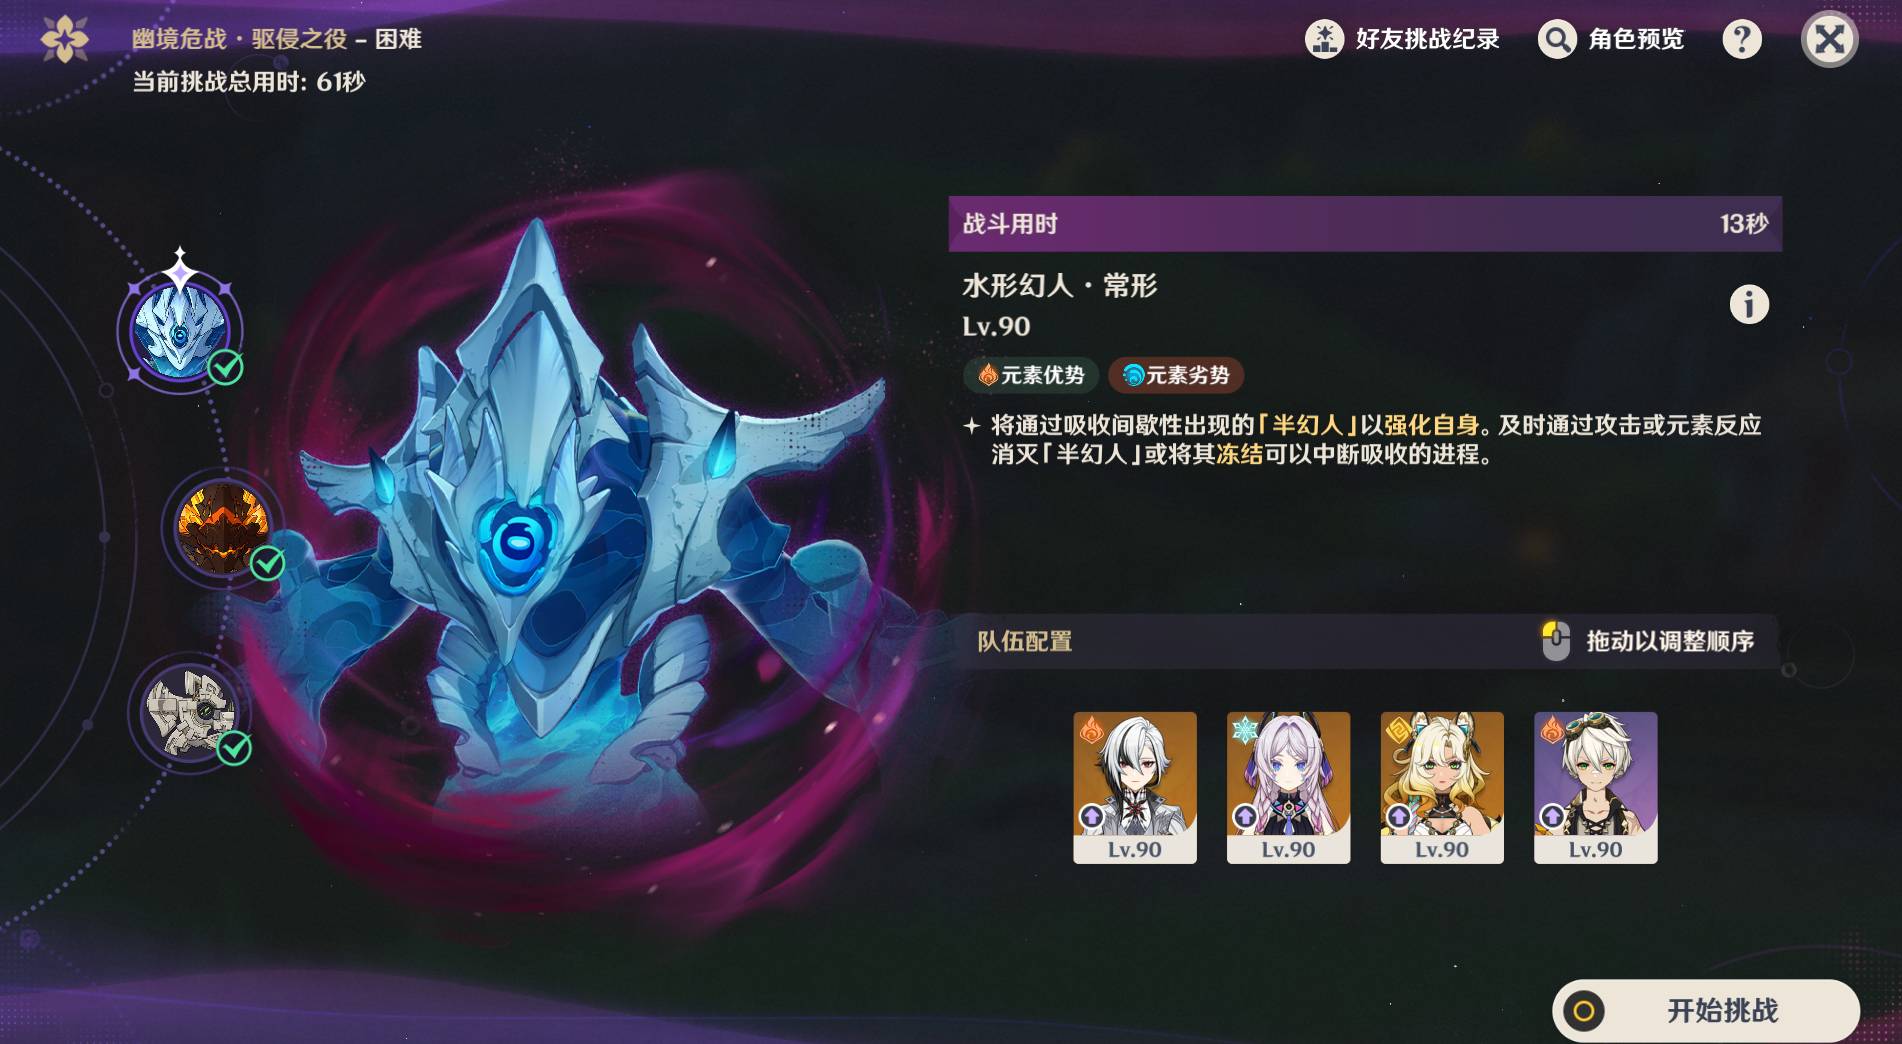 幽境危战·驱侵之役 – 困难
当前挑战总用时: 61秒
好友挑战纪录
角色预览
?
战斗用时
13秒
水形幻人·常形
Lv.90
元素优势
元素劣势
将通过吸收间歇性出现的「半幻人」以强化自身。及时通过攻击或元素反应
消灭「半幻人」或将其冻结可以中断吸收的进程。
队伍配置
拖动以调整顺序
Lv.90
Lv.90
Lv.90
Lv.90
开始挑战